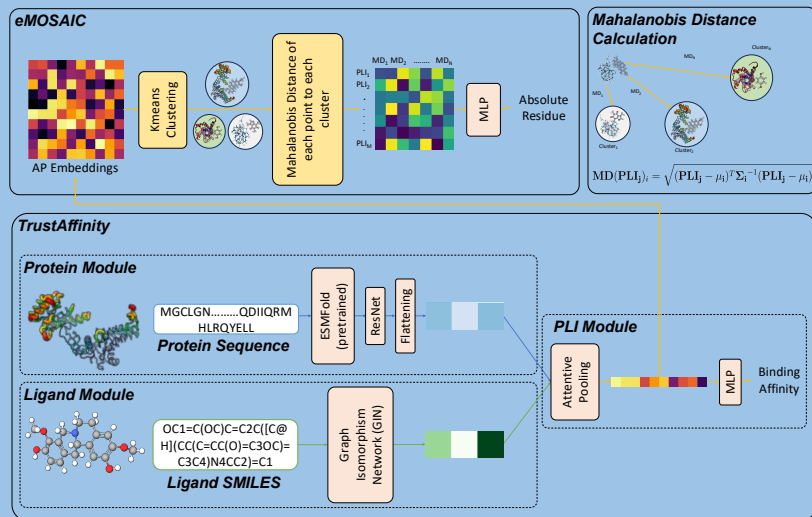 eMOSAIC
AP Embeddings
Kmeans
Clustering
Mahalanobis Distance of
each point to each
cluster
MD1 MD2 ........ MDN
PLI1
PLI2
.
.
.
.
.
PLIM
MLP
Absolute
Residue
Mahalanobis Distance
Calculation
ClusterN
MDN
MD1
MD2
Cluster1
Cluster2
MD(PLIj)i = √(PLIj − μi)ᵀΣi⁻¹(PLIj − μi)
TrustAffinity
Protein Module
MGCLGN.........QDIIQRM
HLRQYELL
Protein Sequence
ESMFold
(pretrained)
ResNet
Flattening
Ligand Module
OC1=C(OC)C=C2C([C@
H](CC(C=CC(O)=C3OC)=
C3C4)N4CC2)=C1
Ligand SMILES
Graph
Isomorphism
Network (GIN)
PLI Module
Attentive
Pooling
MLP
Binding
Affinity